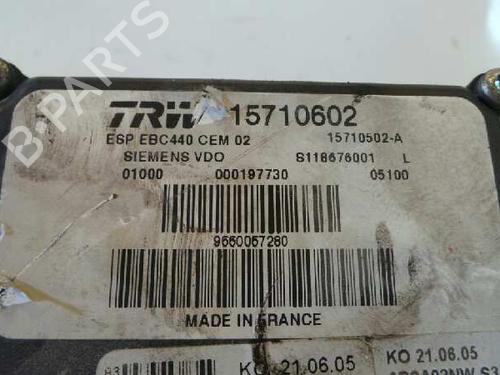 TRW 15710602
ESP EBC440 CEM 02 15710502-A
SIEMENS VDO S118676001 L
01000 000197730 05100
9660057280
MADE IN FRANCE
KO 21.06.05 KO 21.06.05
B-PARTS